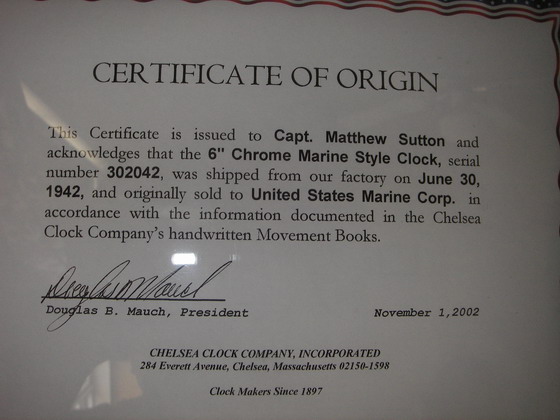 CERTIFICATE OF ORIGIN
This Certificate is issued to Capt. Matthew Sutton and
acknowledges that the 6" Chrome Marine Style Clock, serial
number 302042, was shipped from our factory on June 30,
1942, and originally sold to United States Marine Corp. in
accordance with the information documented in the Chelsea
Clock Company's handwritten Movement Books.
Douglas B. Mauch
Douglas B. Mauch, President November 1,2002
CHELSEA CLOCK COMPANY, INCORPORATED
284 Everett Avenue, Chelsea, Massachusetts 02150-1598
Clock Makers Since 1897